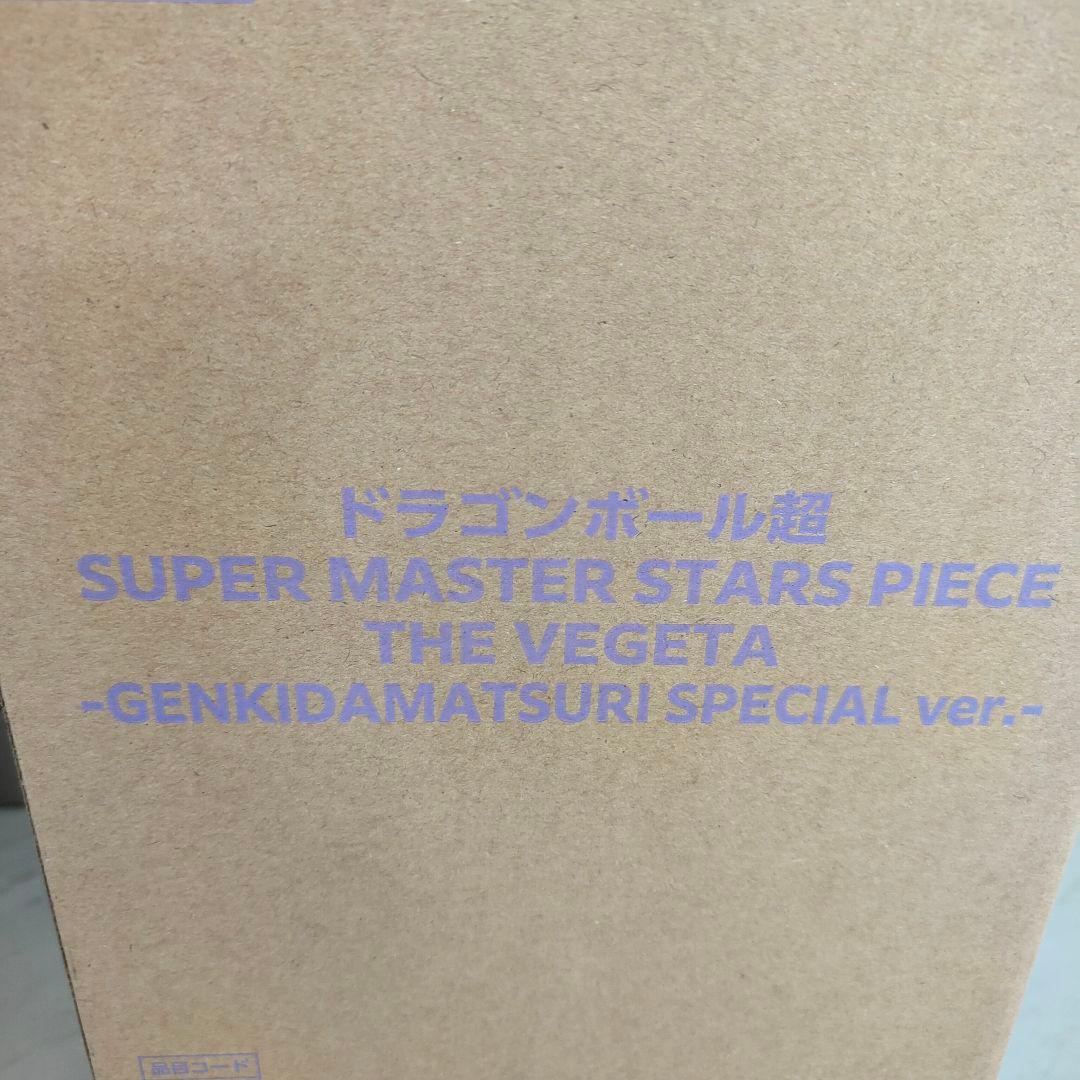 ドラゴンボール超
SUPER MASTER STARS PIECE
THE VEGETA
-GENKIDAMATSURI SPECIAL ver.-
品目コード